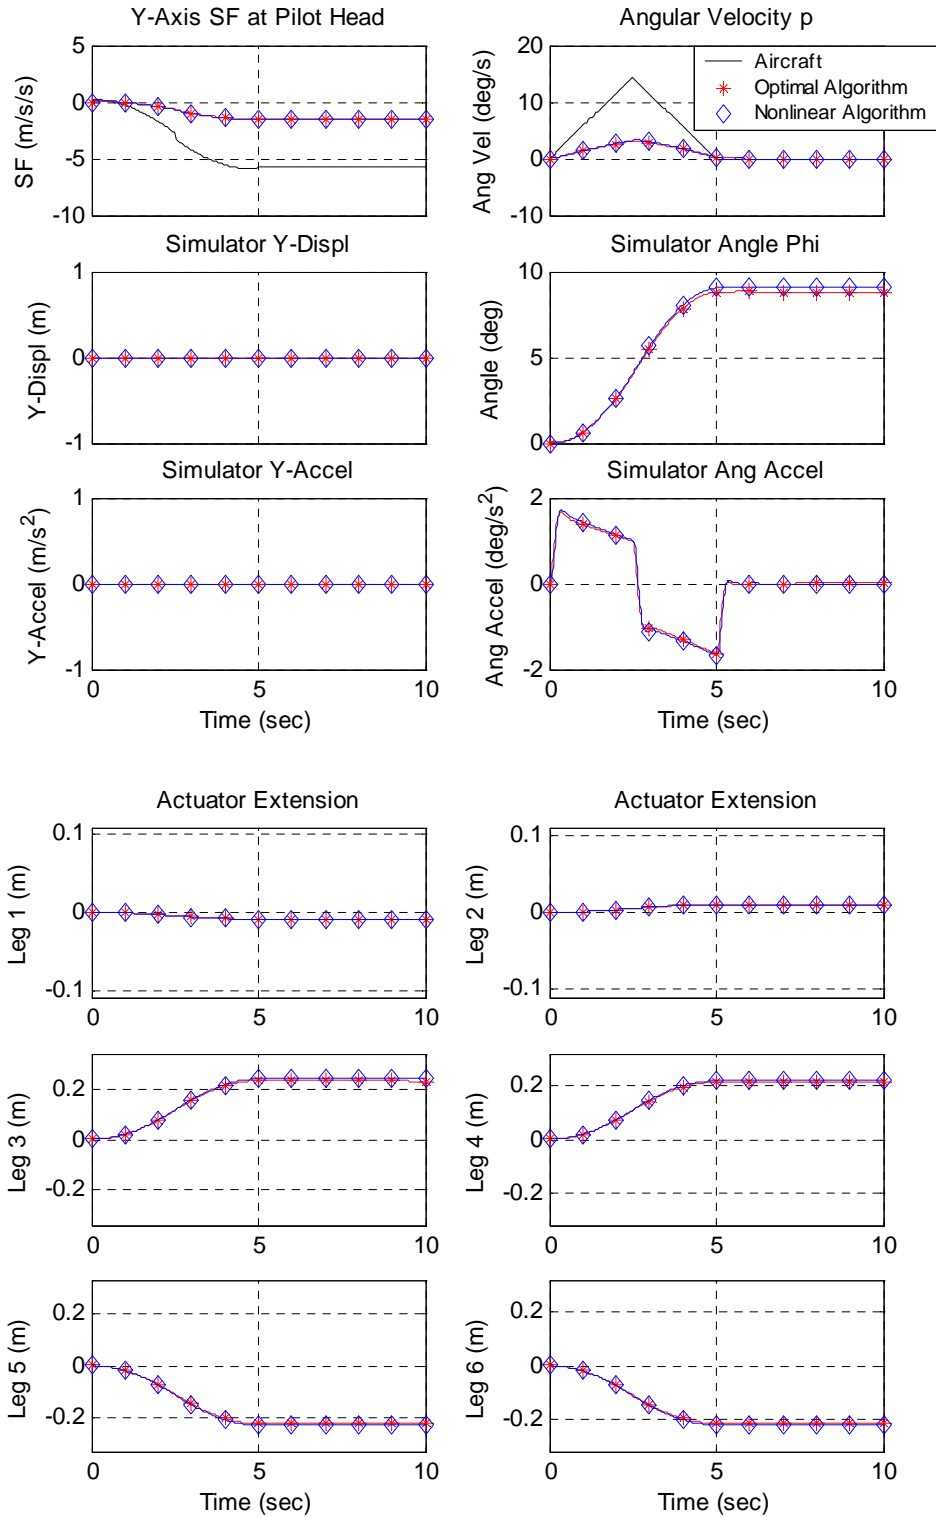 Y-Axis SF at Pilot Head
Angular Velocity p
5
0
-5
-10
SF (m/s/s)
20
10
0
-10
Ang Vel (deg/s)
Aircraft
Optimal Algorithm
Nonlinear Algorithm
Simulator Y-Displ
Simulator Angle Phi
1
0
-1
Y-Displ (m)
10
5
0
Angle (deg)
Simulator Y-Accel
Simulator Ang Accel
1
0
-1
Y-Accel (m/s²)
0 5 10
Time (sec)
2
0
-2
Ang Accel (deg/s²)
0 5 10
Time (sec)
Actuator Extension
Actuator Extension
0.1
0
-0.1
Leg 1 (m)
0 5 10
0.1
0
-0.1
Leg 2 (m)
0 5 10
0.2
0
-0.2
Leg 3 (m)
0 5 10
0.2
0
-0.2
Leg 4 (m)
0 5 10
0.2
0
-0.2
Leg 5 (m)
0 5 10
Time (sec)
0.2
0
-0.2
Leg 6 (m)
0 5 10
Time (sec)